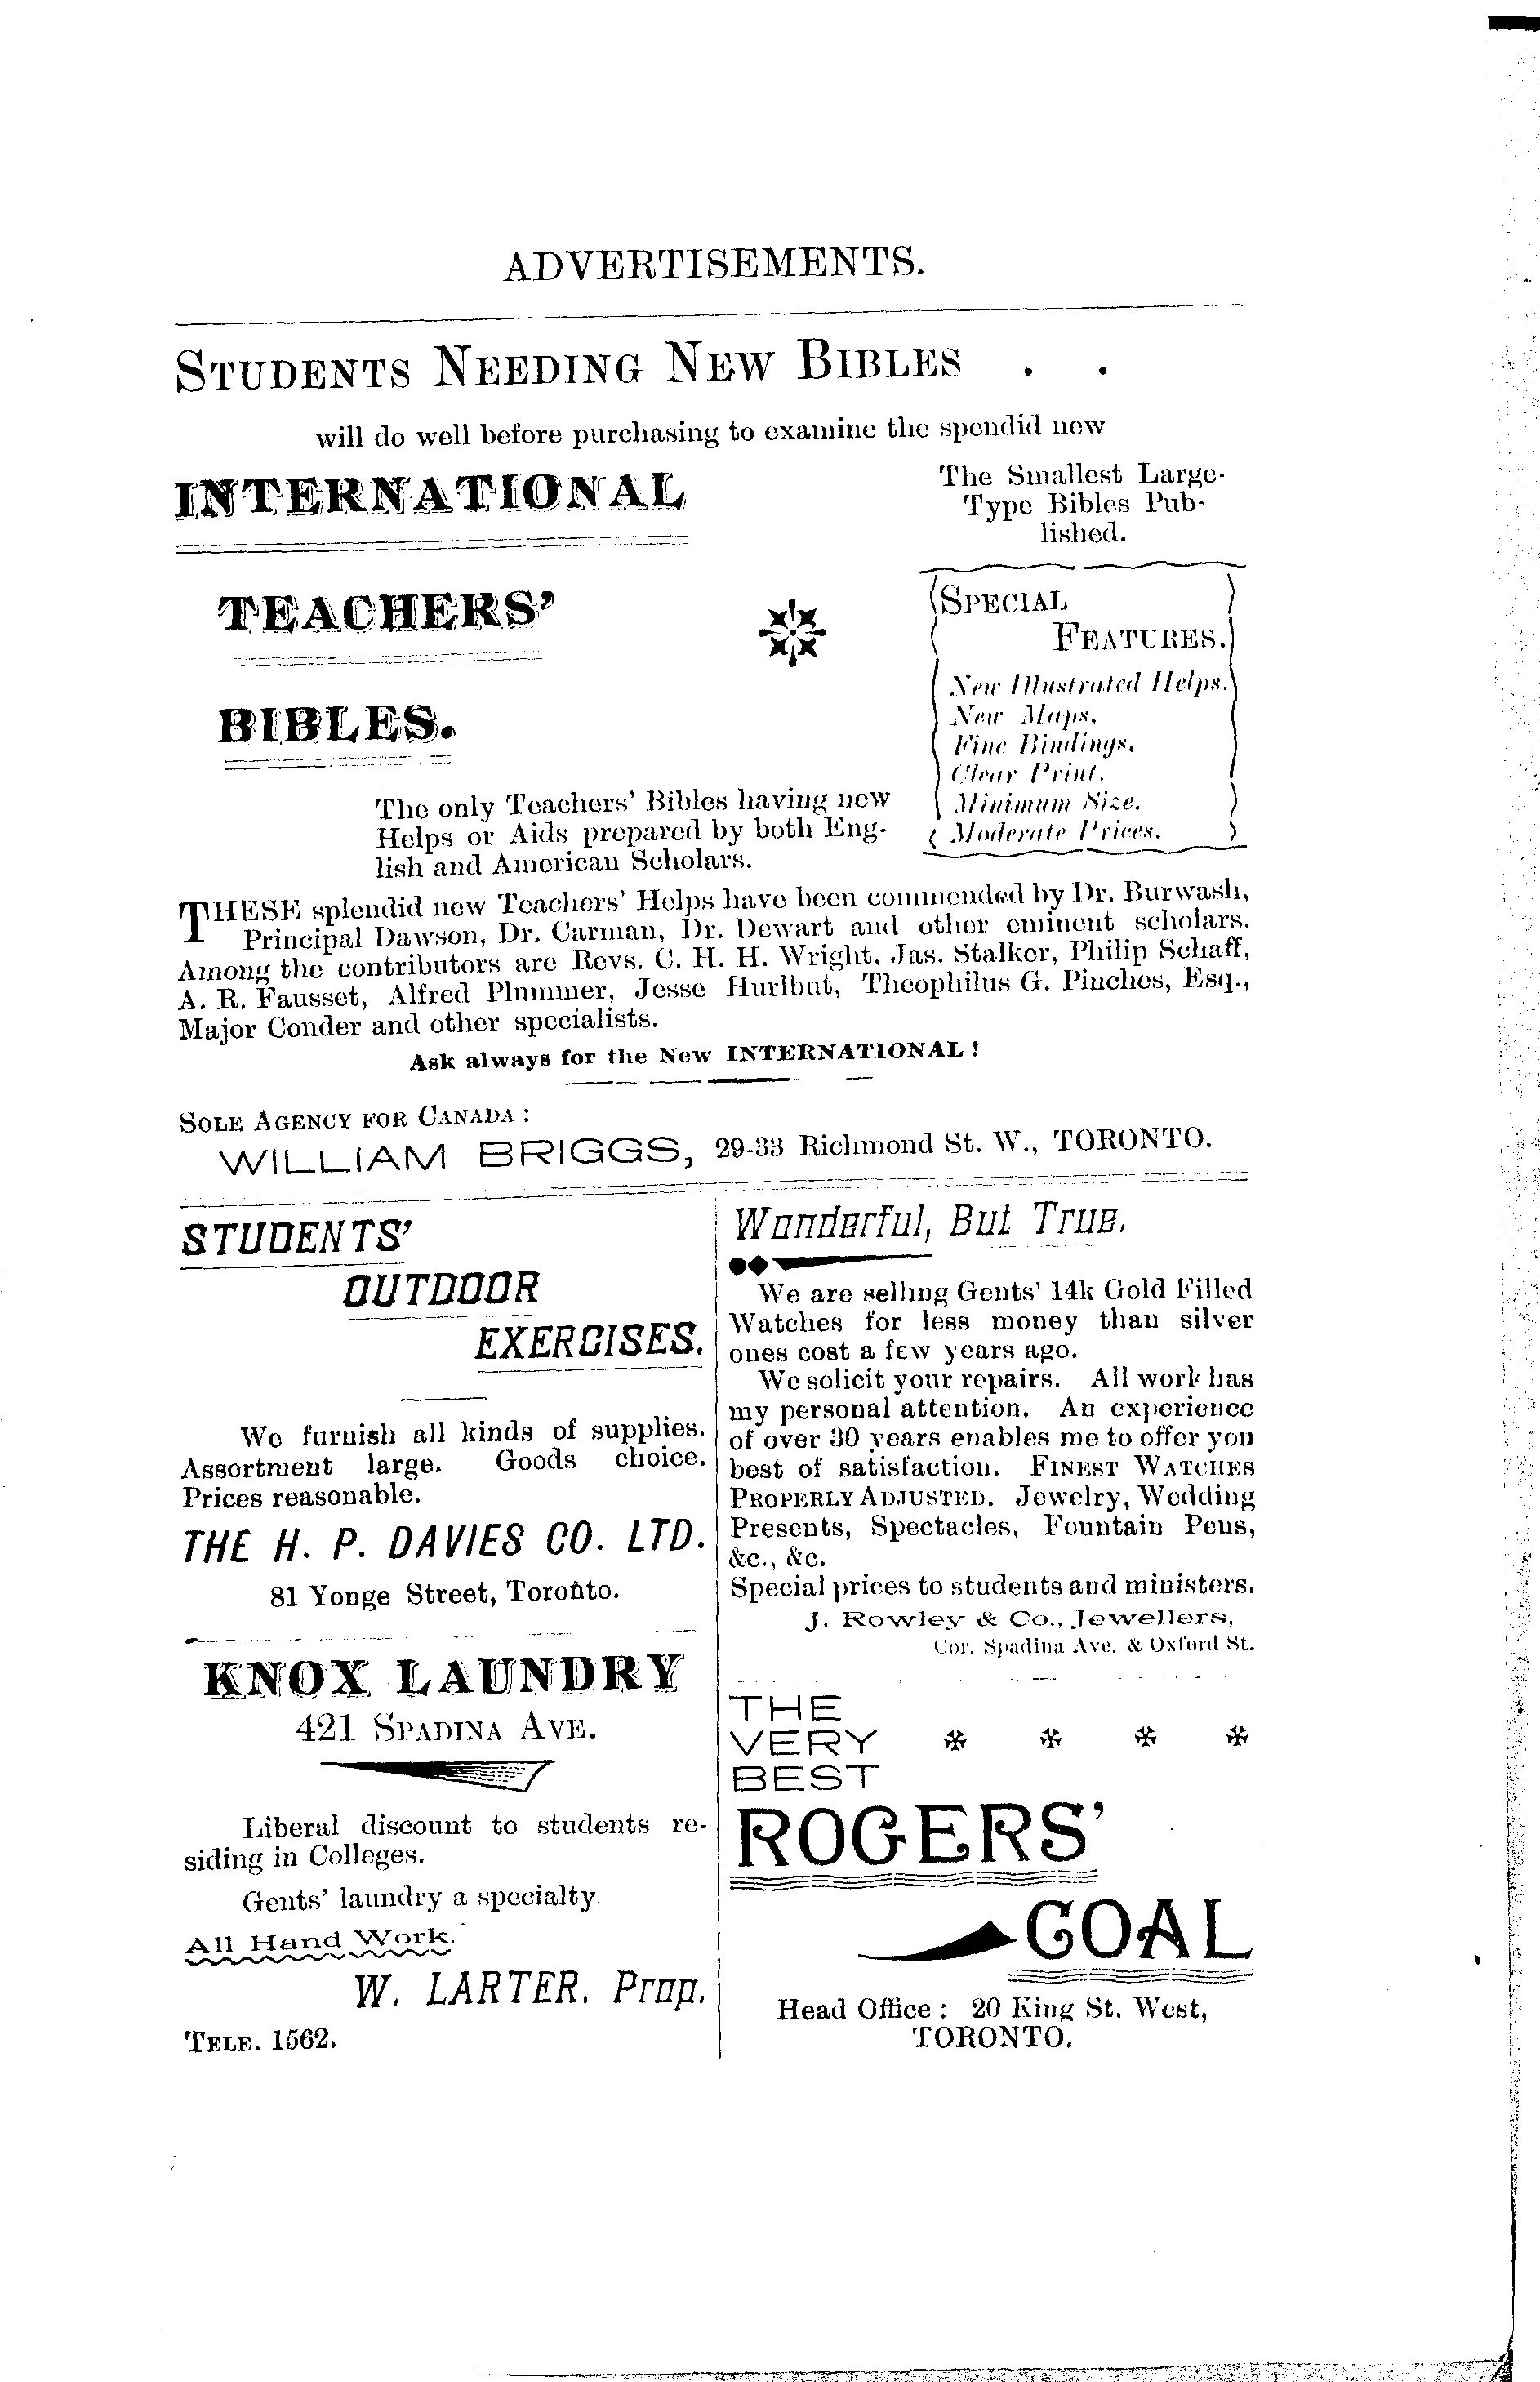 ADVERTISEMENTS.
STUDENTS NEEDING NEW BIBLES . .
will do well before purchasing to examine the spendid new
INTERNATIONAL
TEACHERS'
BIBLES.
The Smallest Large-
Type Bibles Pub-
lished.
SPECIAL
FEATURES.
New Illustrated Helps.
New Maps.
Fine Bindings.
Clear Print.
Minimum Size.
Moderate Prices.
The only Teachers' Bibles having new
Helps or Aids prepared by both Eng-
lish and American Scholars.
THESE splendid new Teachers' Helps have been commended by Dr. Burwash,
Principal Dawson, Dr. Carman, Dr. Dewart and other eminent scholars.
Among the contributors are Revs. C. H. H. Wright, Jas. Stalker, Philip Schaff,
A. R. Fausset, Alfred Plummer, Jesse Hurlbut, Theophilus G. Pinches, Esq.,
Major Conder and other specialists.
Ask always for the New INTERNATIONAL!
SOLE AGENCY FOR CANADA:
WILLIAM BRIGGS, 29-33 Richmond St. W., TORONTO.
STUDENTS'
OUTDOOR
EXERCISES.
We furnish all kinds of supplies.
Assortment large. Goods choice.
Prices reasonable.
THE H. P. DAVIES CO. LTD.
81 Yonge Street, Toronto.
KNOX LAUNDRY
421 SPADINA AVE.
Liberal discount to students re-
siding in Colleges.
Gents' laundry a specialty.
All Hand Work.
W. LARTER. Prop.
TELE. 1562.
Wonderful, But True.
We are selling Gents' 14k Gold Filled
Watches for less money than silver
ones cost a few years ago.
We solicit your repairs. All work has
my personal attention. An experience
of over 30 years enables me to offer you
best of satisfaction. FINEST WATCHES
PROPERLY ADJUSTED. Jewelry, Wedding
Presents, Spectacles, Fountain Pens,
&c., &c.
Special prices to students and ministers.
J. Rowley & Co., Jewellers,
Cor. Spadina Ave. & Oxford St.
THE
VERY
BEST
ROGERS'
COAL
Head Office: 20 King St. West,
TORONTO.